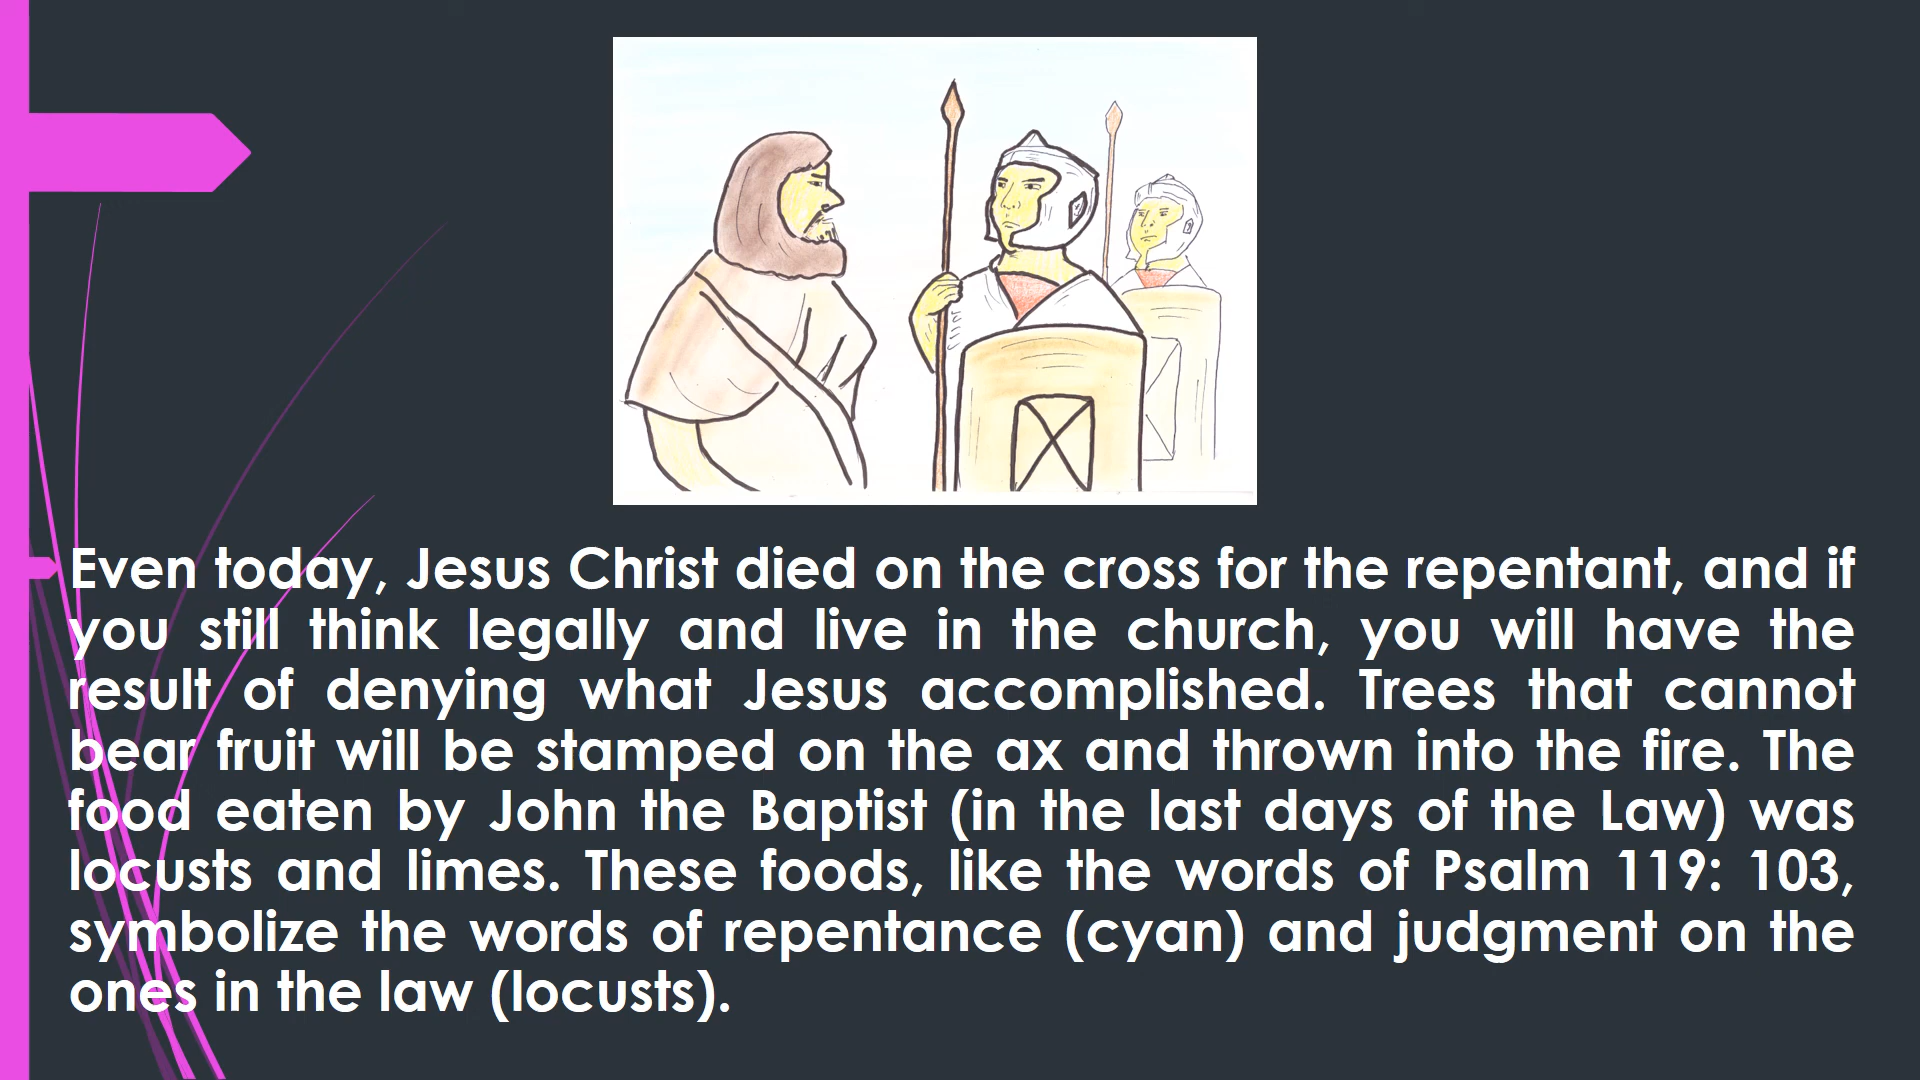 Even today, Jesus Christ died on the cross for the repentant, and if
you still think legally and live in the church, you will have the
result of denying what Jesus accomplished. Trees that cannot
bear fruit will be stamped on the ax and thrown into the fire. The
food eaten by John the Baptist (in the last days of the Law) was
locusts and limes. These foods, like the words of Psalm 119: 103,
symbolize the words of repentance (cyan) and judgment on the
ones in the law (locusts).